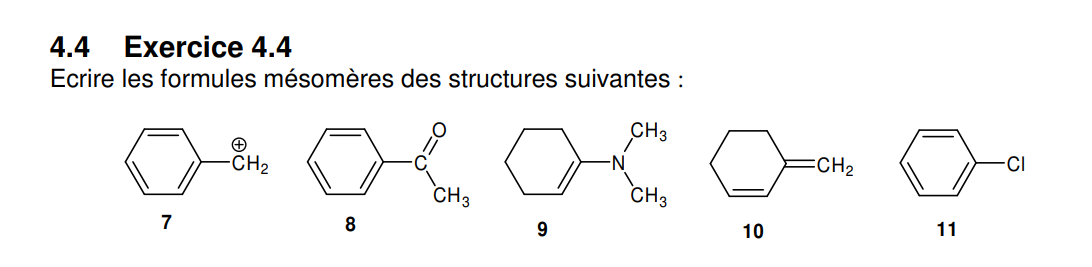 4.4 Exercice 4.4
Ecrire les formules mésomères des structures suivantes :
⊕
CH₂
7
O
C
CH₃
8
CH₃
N
CH₃
9
CH₂
10
Cl
11